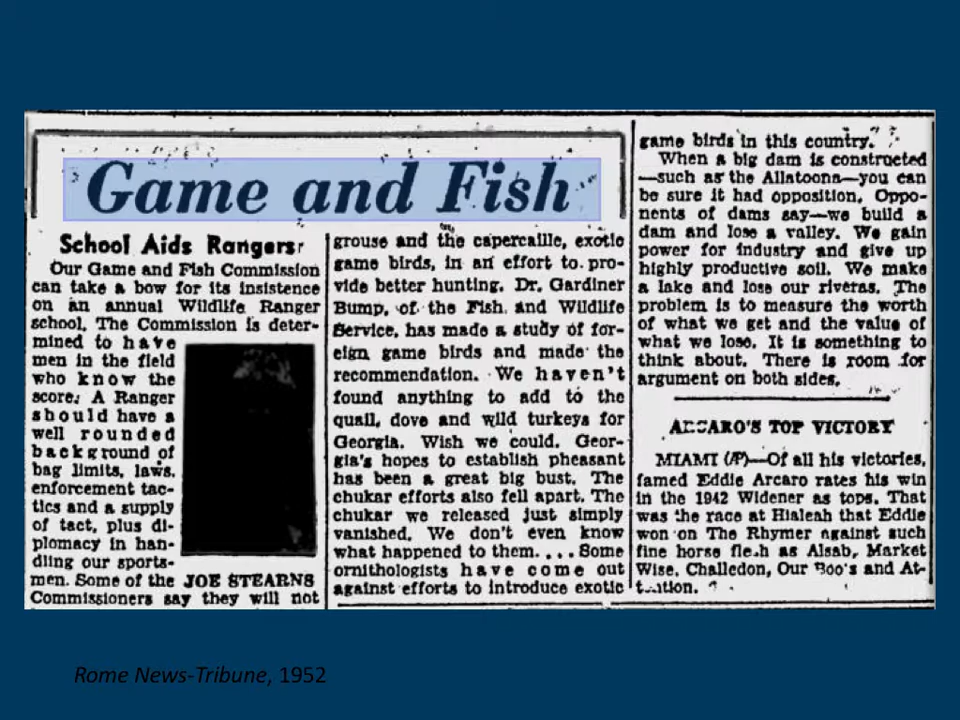 Game and Fish
School Aids Rangers
Our Game and Fish Commission
can take a bow for its insistence
on an annual Wildlife Ranger
school. The Commission is deter-
mined to have
men in the field
who know the
score. A Ranger
should have a
well rounded
background of
bag limits, laws,
enforcement tac-
tics and a supply
of tact, plus di-
plomacy in han-
dling our sports-
men. Some of the
JOE STEARNS
Commissioners say they will not
grouse and the capercaille, exotic
game birds, in an effort to pro-
vide better hunting. Dr. Gardiner
Bump, of the Fish and Wildlife
Service, has made a study of for-
eign game birds and made the
recommendation. We haven't
found anything to add to the
quail, dove and wild turkeys for
Georgia. Wish we could. Geor-
gia's hopes to establish pheasant
has been a great big bust. The
chukar efforts also fell apart. The
chukar we released just simply
vanished. We don't even know
what happened to them. . . . Some
ornithologists have come out
against efforts to introduce exotic
game birds in this country."
When a big dam is constructed
—such as the Allatoona—you can
be sure it had opposition. Oppo-
nents of dams say—we build a
dam and lose a valley. We gain
power for industry and give up
highly productive soil. We make
a lake and lose our riveras. The
problem is to measure the worth
of what we get and the value of
what we lose. It is something to
think about. There is room for
argument on both sides.
ARCARO'S TOP VICTORY
MIAMI (AP)—Of all his victories,
famed Eddie Arcaro rates his win
in the 1942 Widener as tops. That
was the race at Hialeah that Eddie
won on The Rhymer against such
fine horse flesh as Alsab, Market
Wise, Challedon, Our Boots and At-
tention.
Rome News-Tribune, 1952